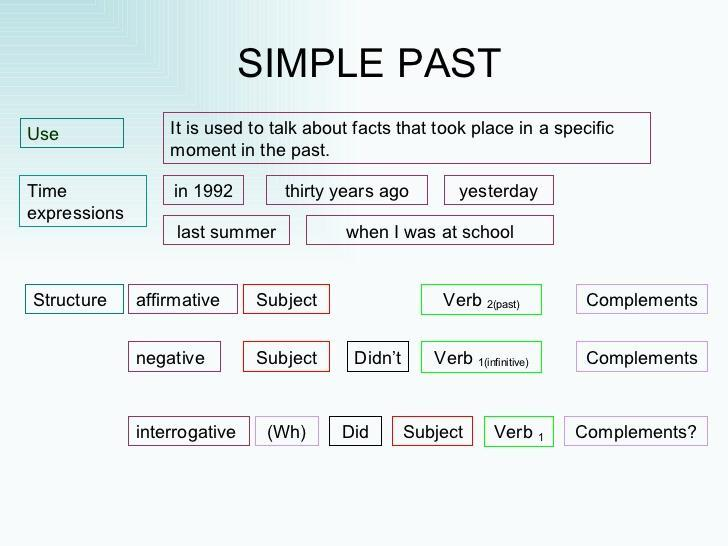 SIMPLE PAST
Use
It is used to talk about facts that took place in a specific
moment in the past.
Time
expressions
in 1992 thirty years ago yesterday
last summer when I was at school
Structure affirmative Subject Verb 2(past) Complements
negative Subject Didn’t Verb 1(infinitive) Complements
interrogative (Wh) Did Subject Verb 1 Complements?